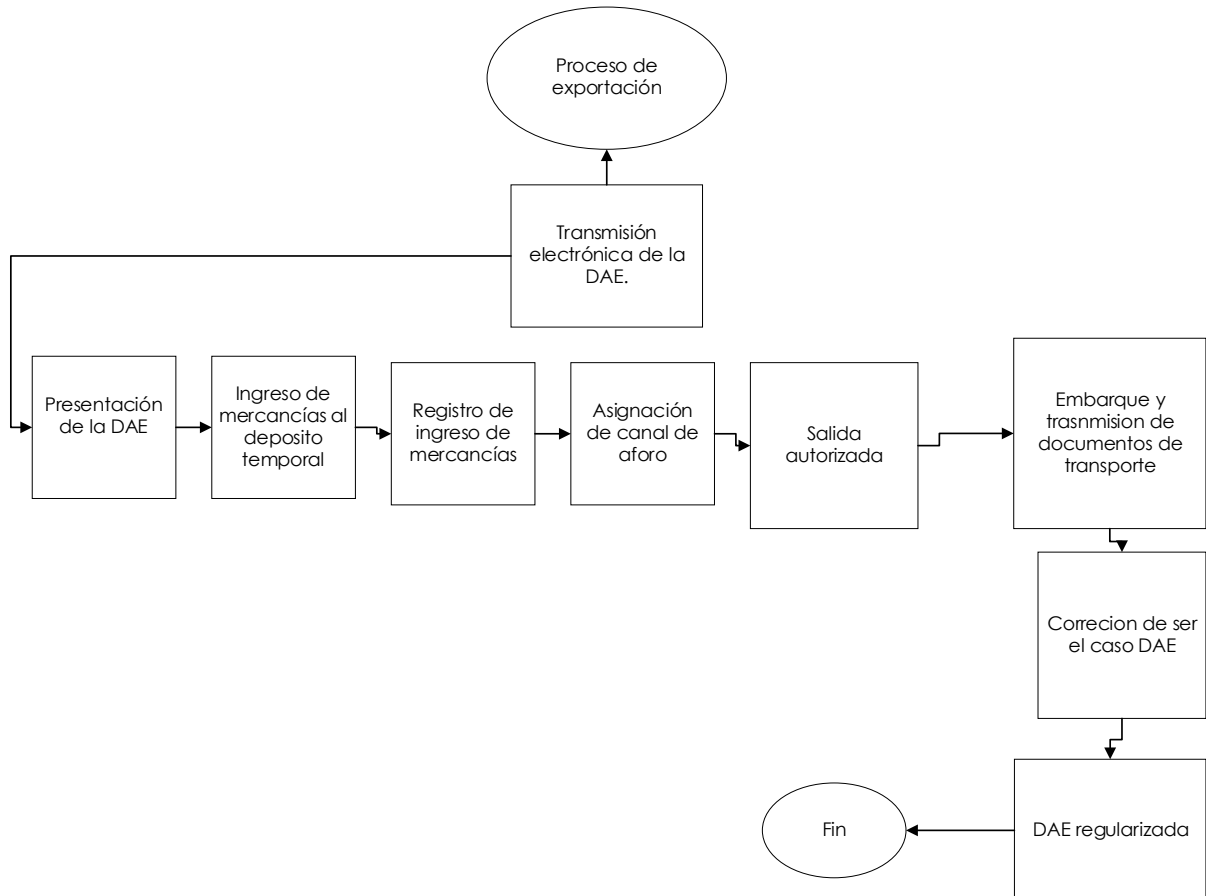 Proceso de
exportación
Transmisión
electrónica de la
DAE.
Presentación
de la DAE
Ingreso de
mercancías al
deposito
temporal
Registro de
ingreso de
mercancías
Asignación
de canal de
aforo
Salida
autorizada
Embarque y
trasnmision de
documentos de
transporte
Correcion de ser
el caso DAE
DAE regularizada
Fin